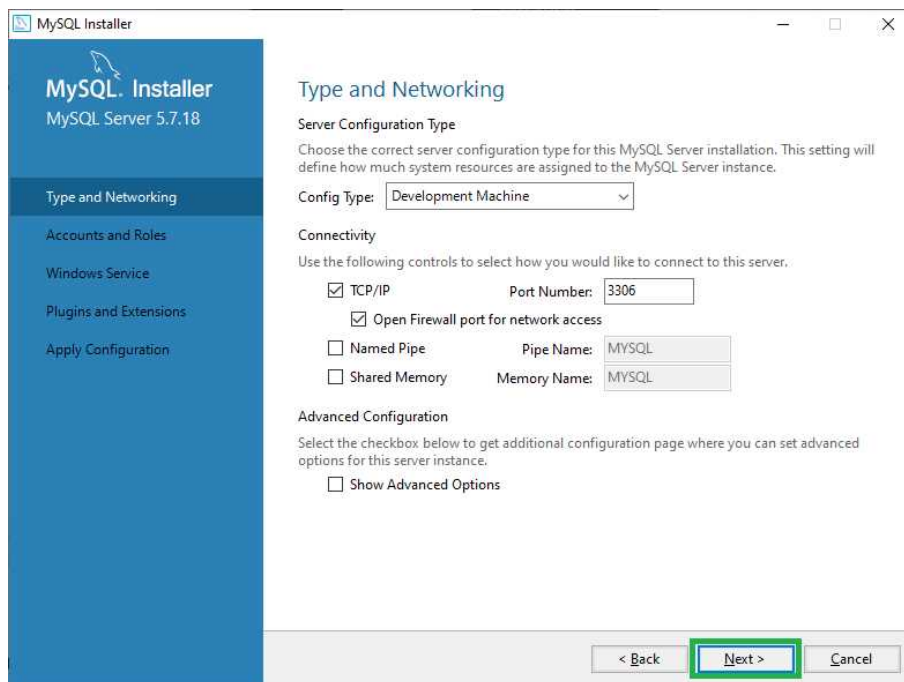 MySQL Installer
MySQL. Installer
MySQL Server 5.7.18
Type and Networking
Accounts and Roles
Windows Service
Plugins and Extensions
Apply Configuration
Type and Networking
Server Configuration Type
Choose the correct server configuration type for this MySQL Server installation. This setting will
define how much system resources are assigned to the MySQL Server instance.
Config Type: Development Machine
Connectivity
Use the following controls to select how you would like to connect to this server.
TCP/IP Port Number: 3306
Open Firewall port for network access
Named Pipe Pipe Name: MYSQL
Shared Memory Memory Name: MYSQL
Advanced Configuration
Select the checkbox below to get additional configuration page where you can set advanced
options for this server instance.
Show Advanced Options
< Back Next > Cancel